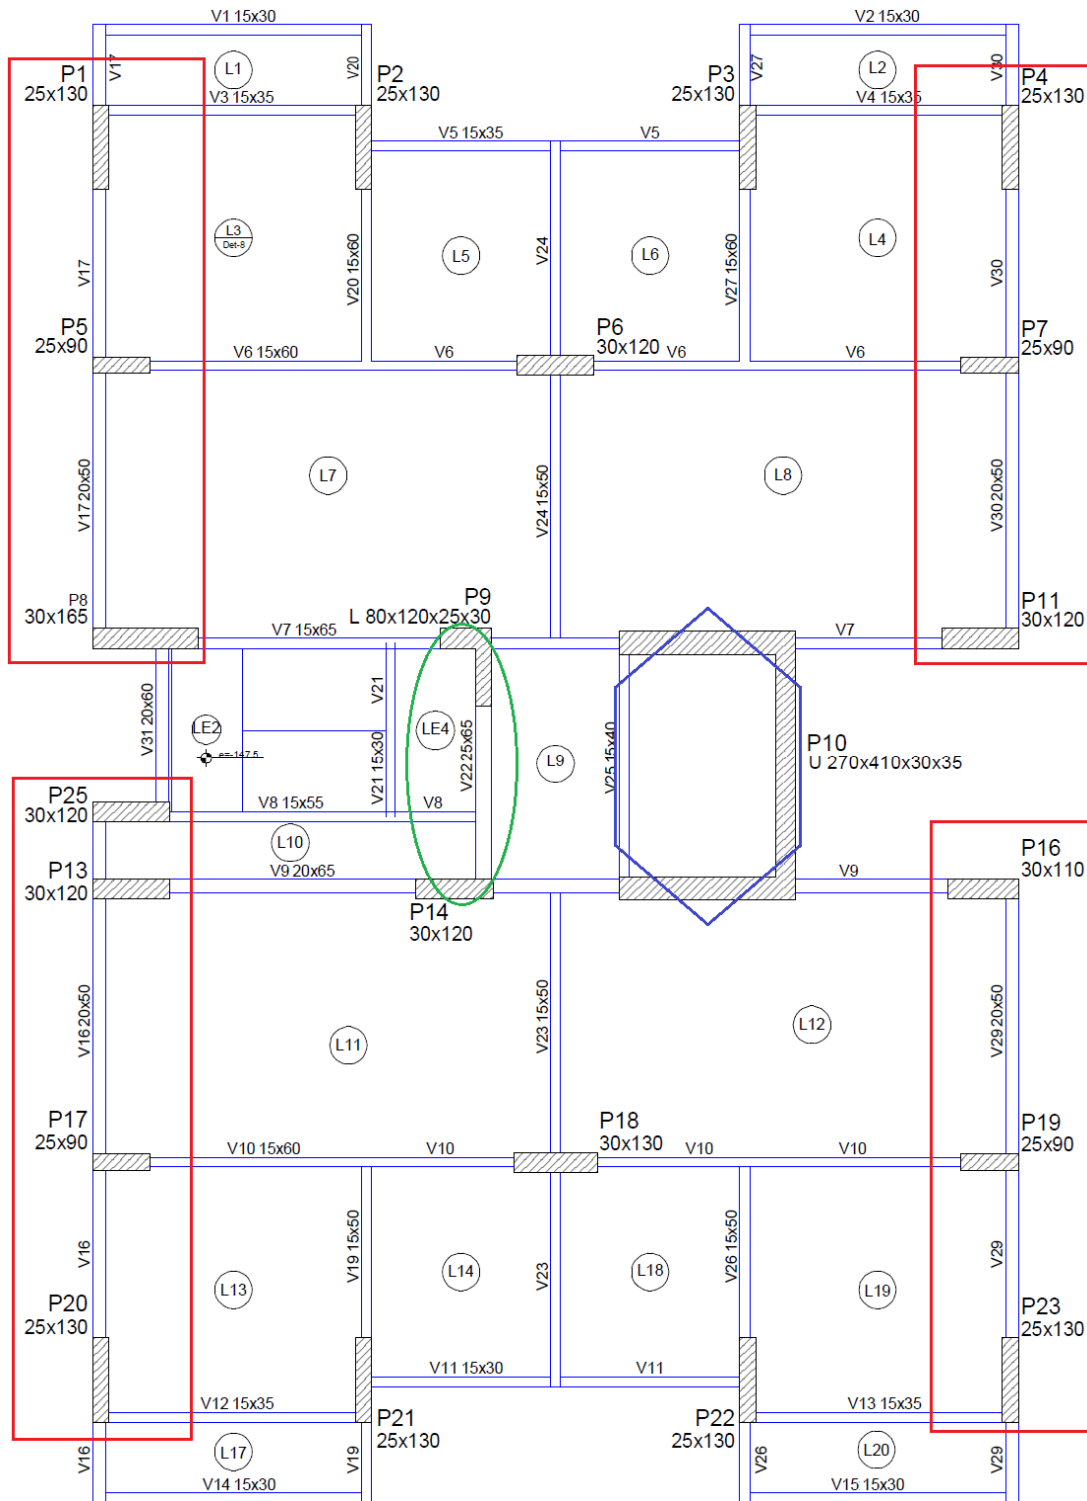 V1 15x30
V2 15x30
V17
L1
V20
V27
L2
V30
P1
25x130
P2
25x130
P3
25x130
P4
25x130
V3 15x35
V4 15x35
V5 15x35
V5
L3
Det-8
V17
V20 15x60
L5
V24
L6
V27 15x60
L4
V30
P5
25x90
P6
30x120
P7
25x90
V6 15x60
V6
V6
V6
V17 20x50
L7
V24 15x50
L8
V30 20x50
P8
30x165
P9
L 80x120x25x30
P11
30x120
V7 15x65
V7
V31 20x60
LE2
e=-147.5
V21
V21 15x30
LE4
V22 25x65
L9
V25 15x40
P10
U 270x410x30x35
P25
30x120
V8 15x55
V8
L10
P13
30x120
V9 20x65
V9
P14
30x120
P16
30x110
V16 20x50
L11
V23 15x50
L12
V29 20x50
P17
25x90
P18
30x130
P19
25x90
V10 15x60
V10
V10
V10
V16
L13
V19 15x50
L14
V23
L18
V26 15x50
L19
V29
P20
25x130
P23
25x130
V11 15x30
V11
V12 15x35
V13 15x35
P21
25x130
P22
25x130
V16
L17
V19
V26
L20
V29
V14 15x30
V15 15x30